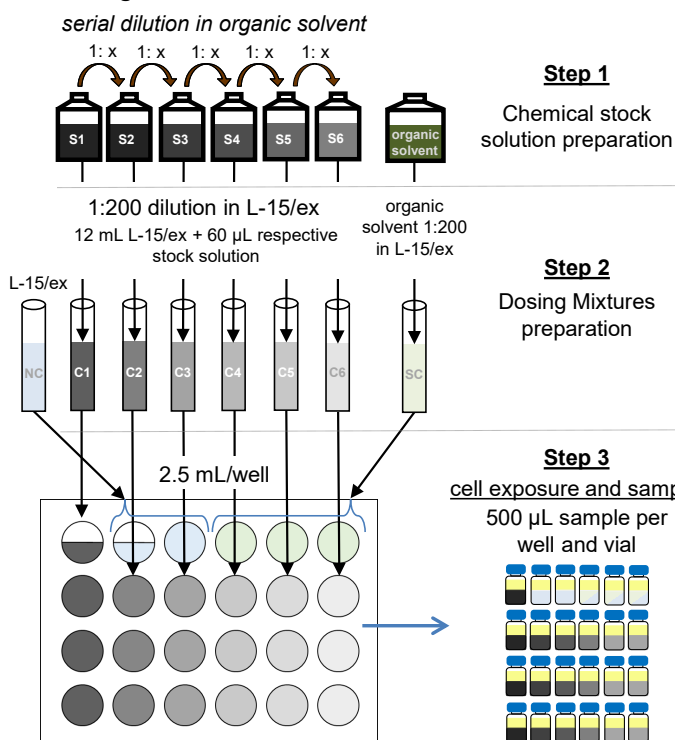 serial dilution in organic solvent
1: x 1: x 1: x 1: x 1: x
Step 1
Chemical stock
solution preparation
S1 S2 S3 S4 S5 S6
organic
solvent
1:200 dilution in L-15/ex
12 mL L-15/ex + 60 µL respective
stock solution
organic
solvent 1:200
in L-15/ex
Step 2
Dosing Mixtures
preparation
L-15/ex
NC C1 C2 C3 C4 C5 C6 SC
2.5 mL/well
Step 3
cell exposure and samp
500 µL sample per
well and vial